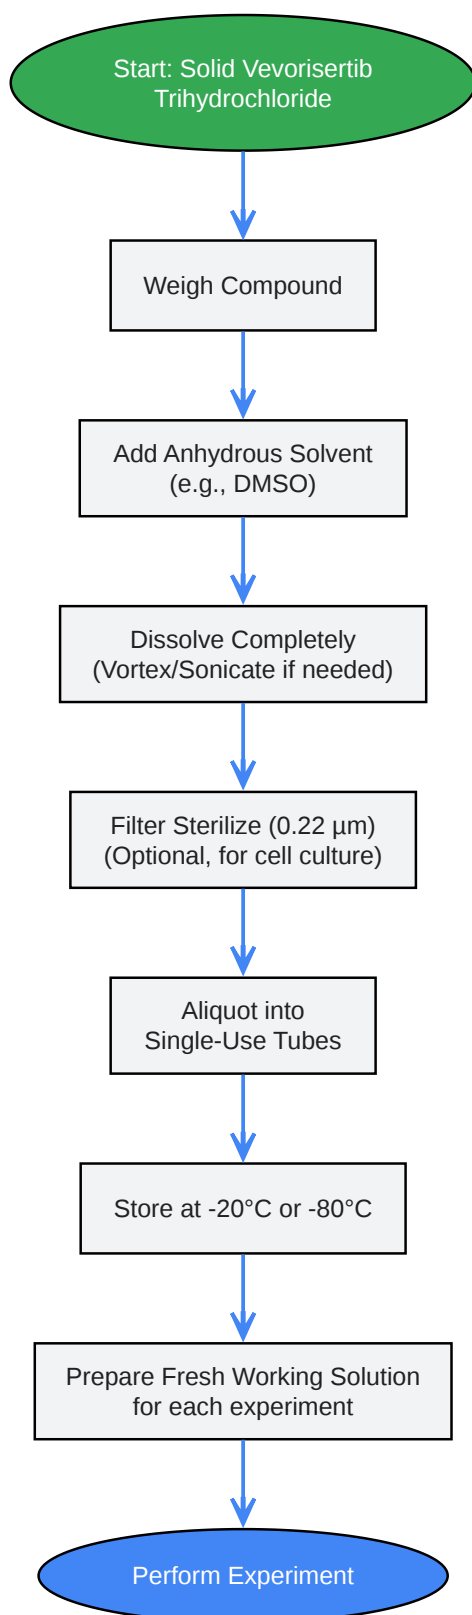 Start: Solid Vevorisertib
Trihydrochloride
Weigh Compound
Add Anhydrous Solvent
(e.g., DMSO)
Dissolve Completely
(Vortex/Sonicate if needed)
Filter Sterilize (0.22 µm)
(Optional, for cell culture)
Aliquot into
Single-Use Tubes
Store at -20°C or -80°C
Prepare Fresh Working Solution
for each experiment
Perform Experiment